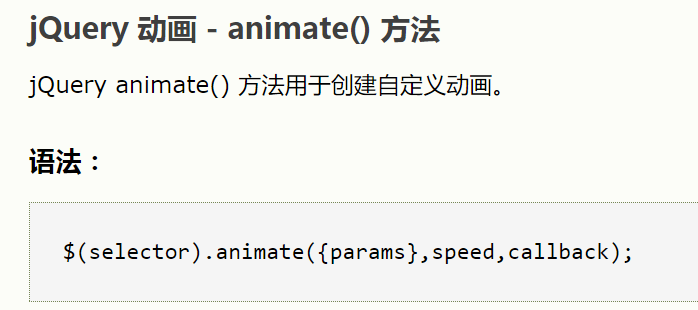 jQuery 动画 - animate() 方法
jQuery animate() 方法用于创建自定义动画。
语法：
$(selector).animate({params},speed,callback);